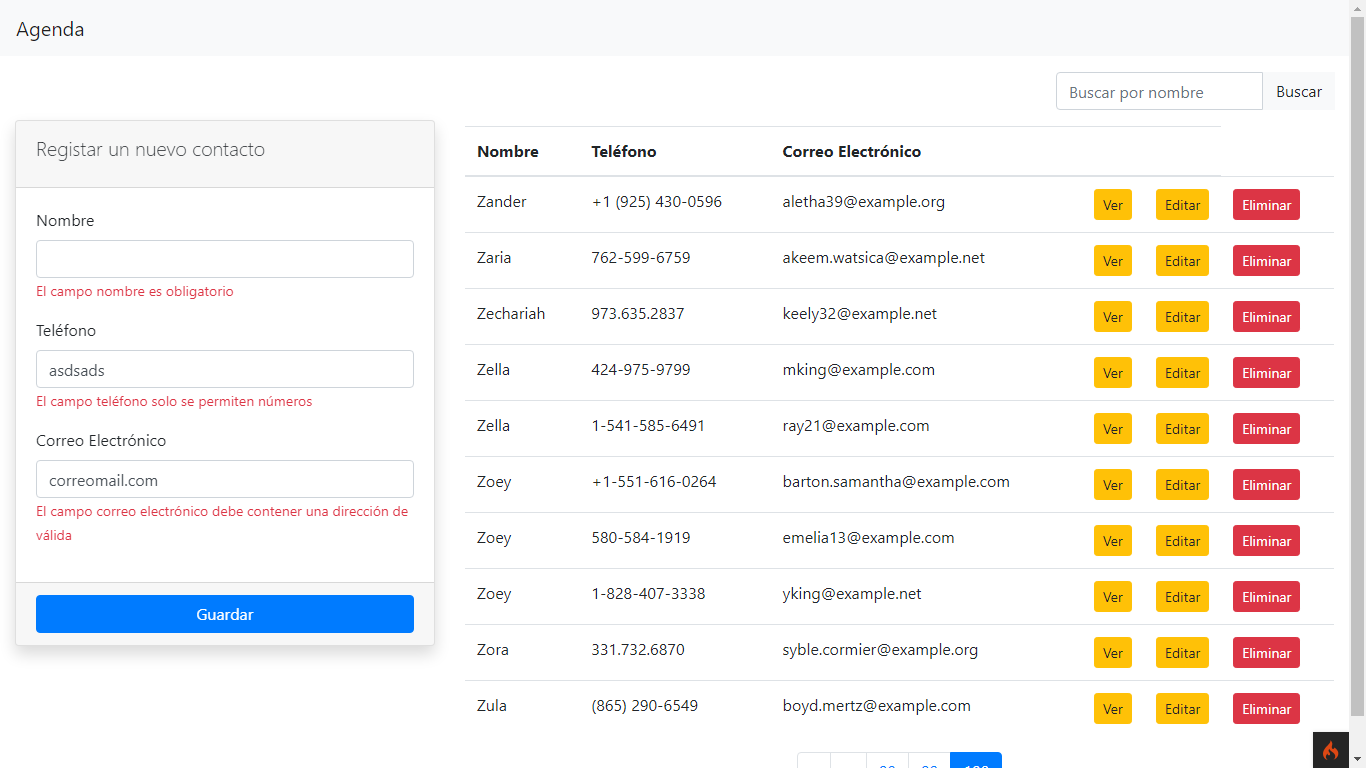 Agenda
Buscar por nombre Buscar
Registar un nuevo contacto
Nombre
El campo nombre es obligatorio
Teléfono
asdsads
El campo teléfono solo se permiten números
Correo Electrónico
correomail.com
El campo correo electrónico debe contener una dirección de
válida
Guardar
Nombre Teléfono Correo Electrónico
Zander +1 (925) 430-0596 aletha39@example.org Ver Editar Eliminar
Zaria 762-599-6759 akeem.watsica@example.net Ver Editar Eliminar
Zechariah 973.635.2837 keely32@example.net Ver Editar Eliminar
Zella 424-975-9799 mking@example.com Ver Editar Eliminar
Zella 1-541-585-6491 ray21@example.com Ver Editar Eliminar
Zoey +1-551-616-0264 barton.samantha@example.com Ver Editar Eliminar
Zoey 580-584-1919 emelia13@example.com Ver Editar Eliminar
Zoey 1-828-407-3338 yking@example.net Ver Editar Eliminar
Zora 331.732.6870 syble.cormier@example.org Ver Editar Eliminar
Zula (865) 290-6549 boyd.mertz@example.com Ver Editar Eliminar